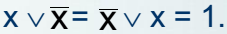 x ∨ x̅ = x̅ ∨ x = 1.